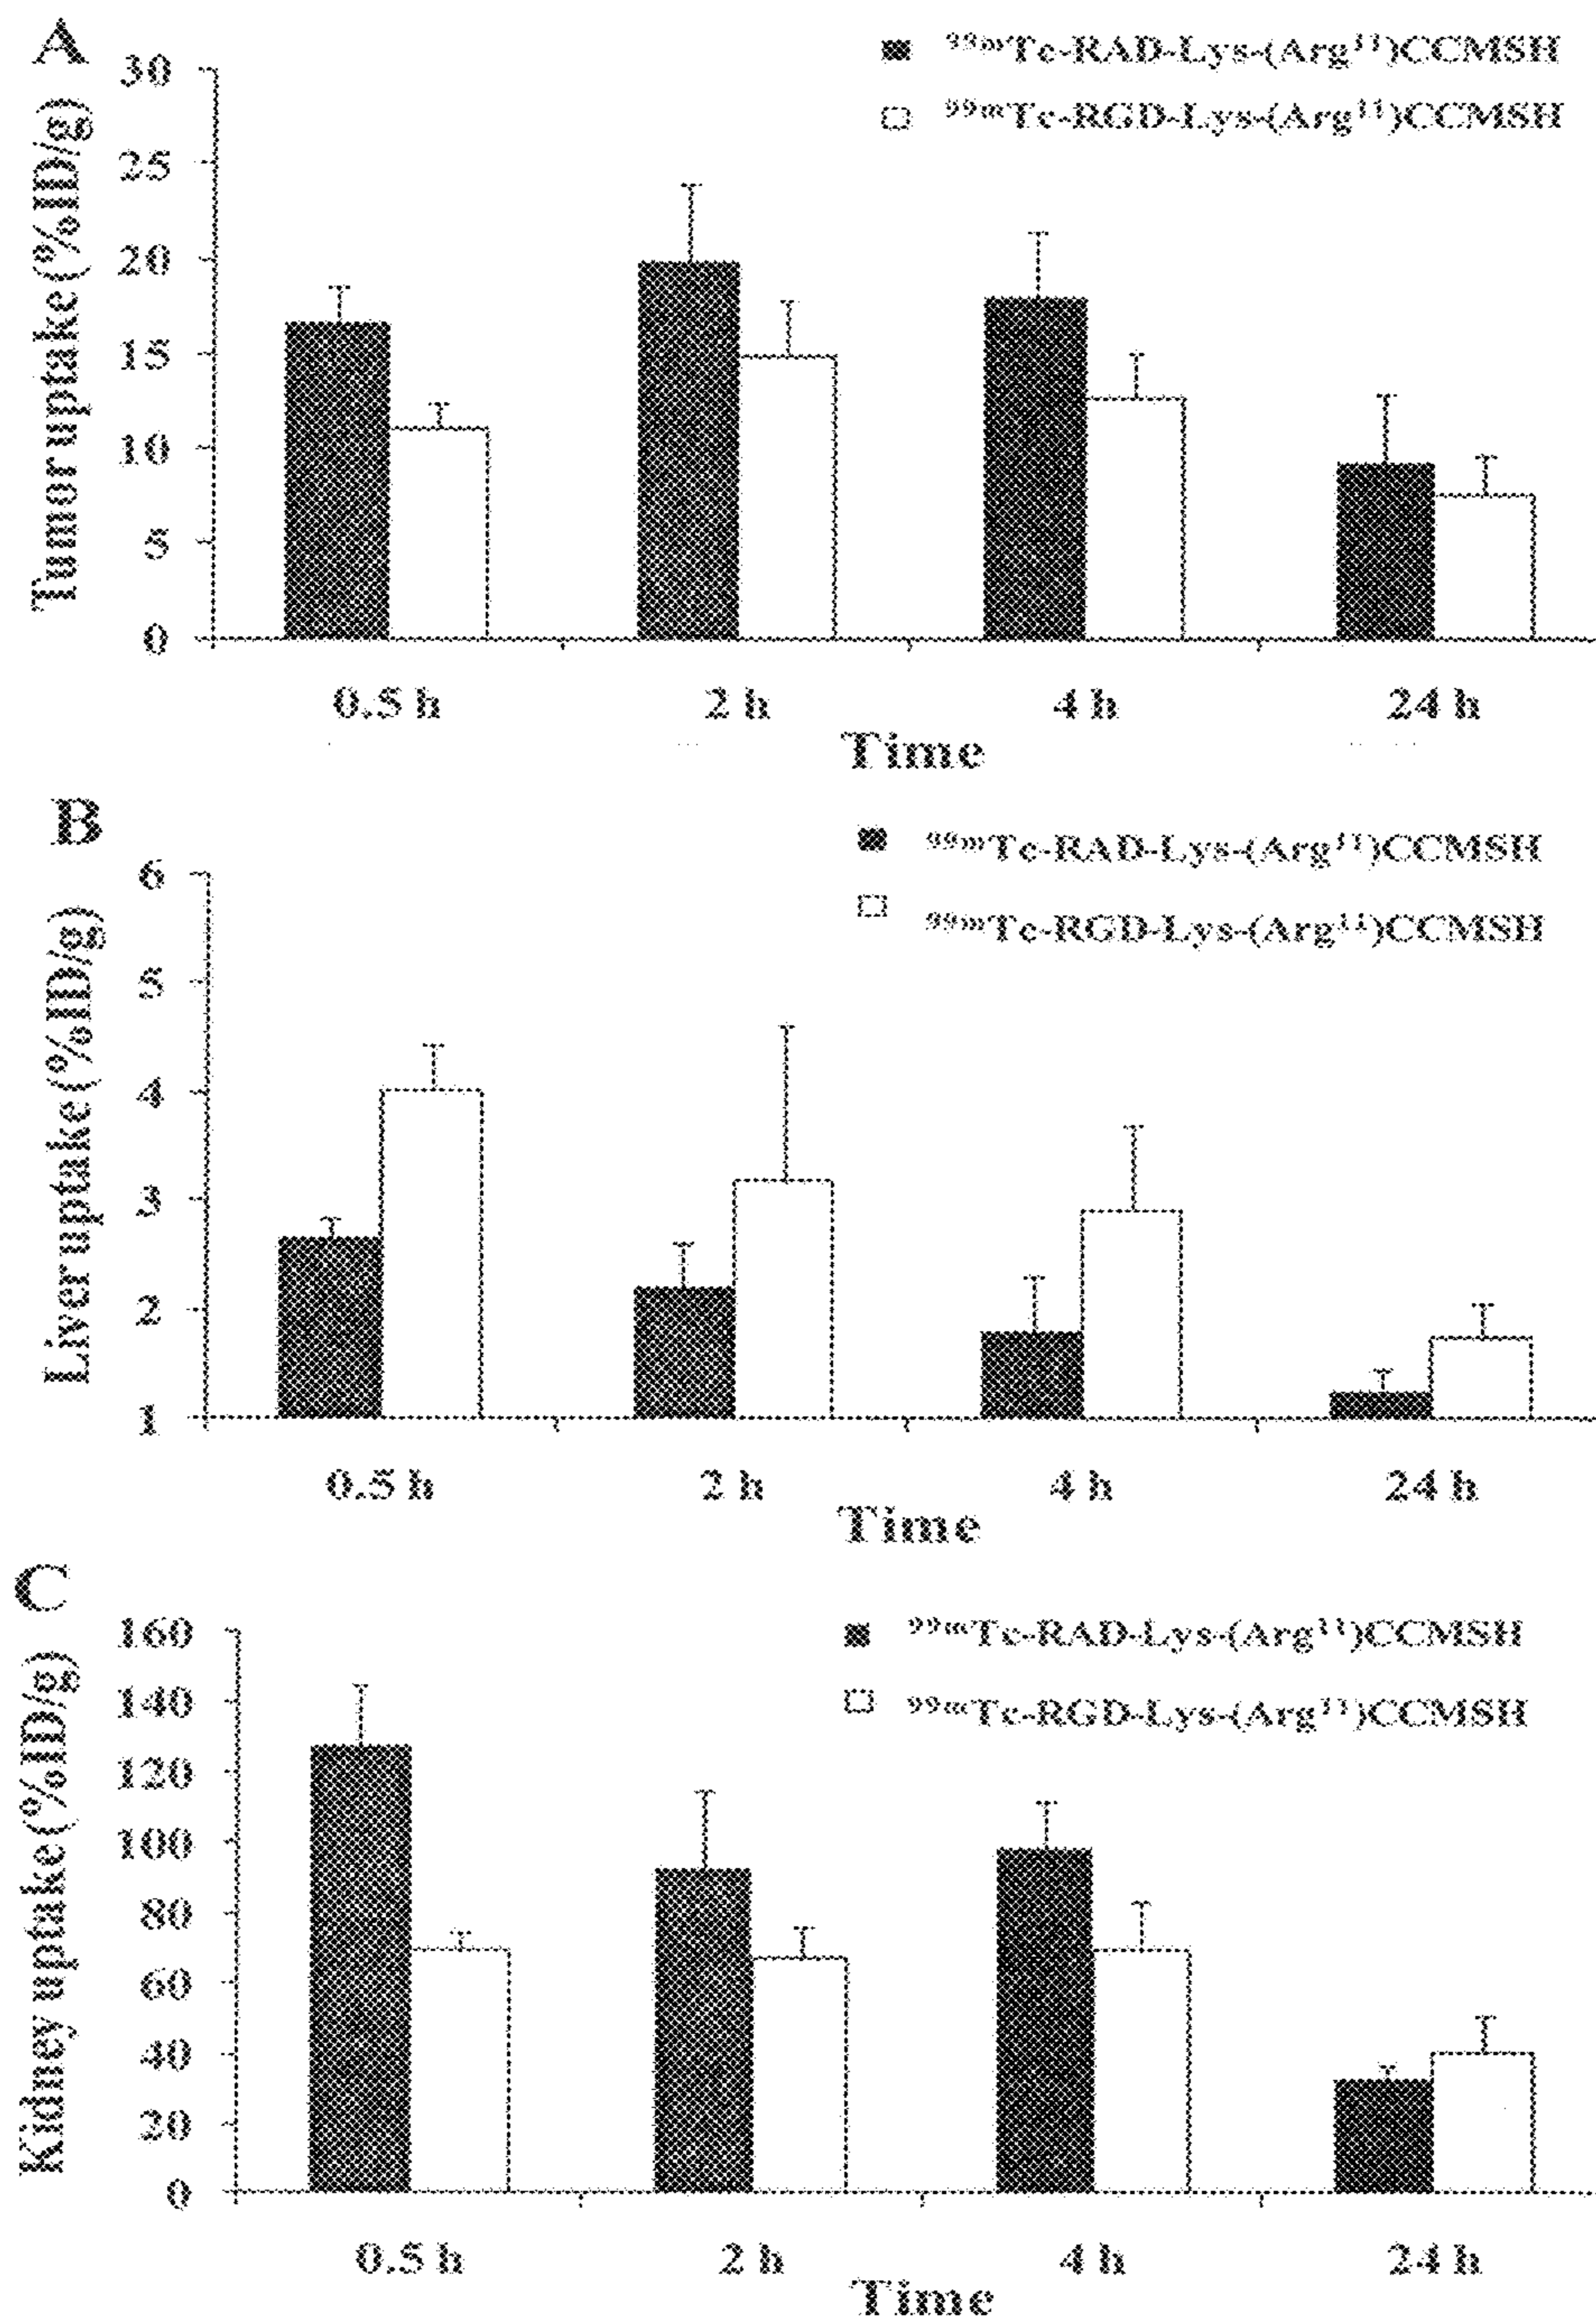 A
⁹⁹ᵐTc-RAD-Lys-(Arg¹¹)CCMSH
⁹⁹ᵐTc-RGD-Lys-(Arg¹¹)CCMSH
Tumor uptake(%ID/g)
30
25
20
15
10
5
0
0.5 h 2 h 4 h 24 h
Time
B
⁹⁹ᵐTc-RAD-Lys-(Arg¹¹)CCMSH
⁹⁹ᵐTc-RGD-Lys-(Arg¹¹)CCMSH
Liver uptake(%ID/g)
6
5
4
3
2
1
0.5 h 2 h 4 h 24 h
Time
C
⁹⁹ᵐTc-RAD-Lys-(Arg¹¹)CCMSH
⁹⁹ᵐTc-RGD-Lys-(Arg¹¹)CCMSH
Kidney uptake(%ID/g)
160
140
120
100
80
60
40
20
0
0.5 h 2 h 4 h 24 h
Time